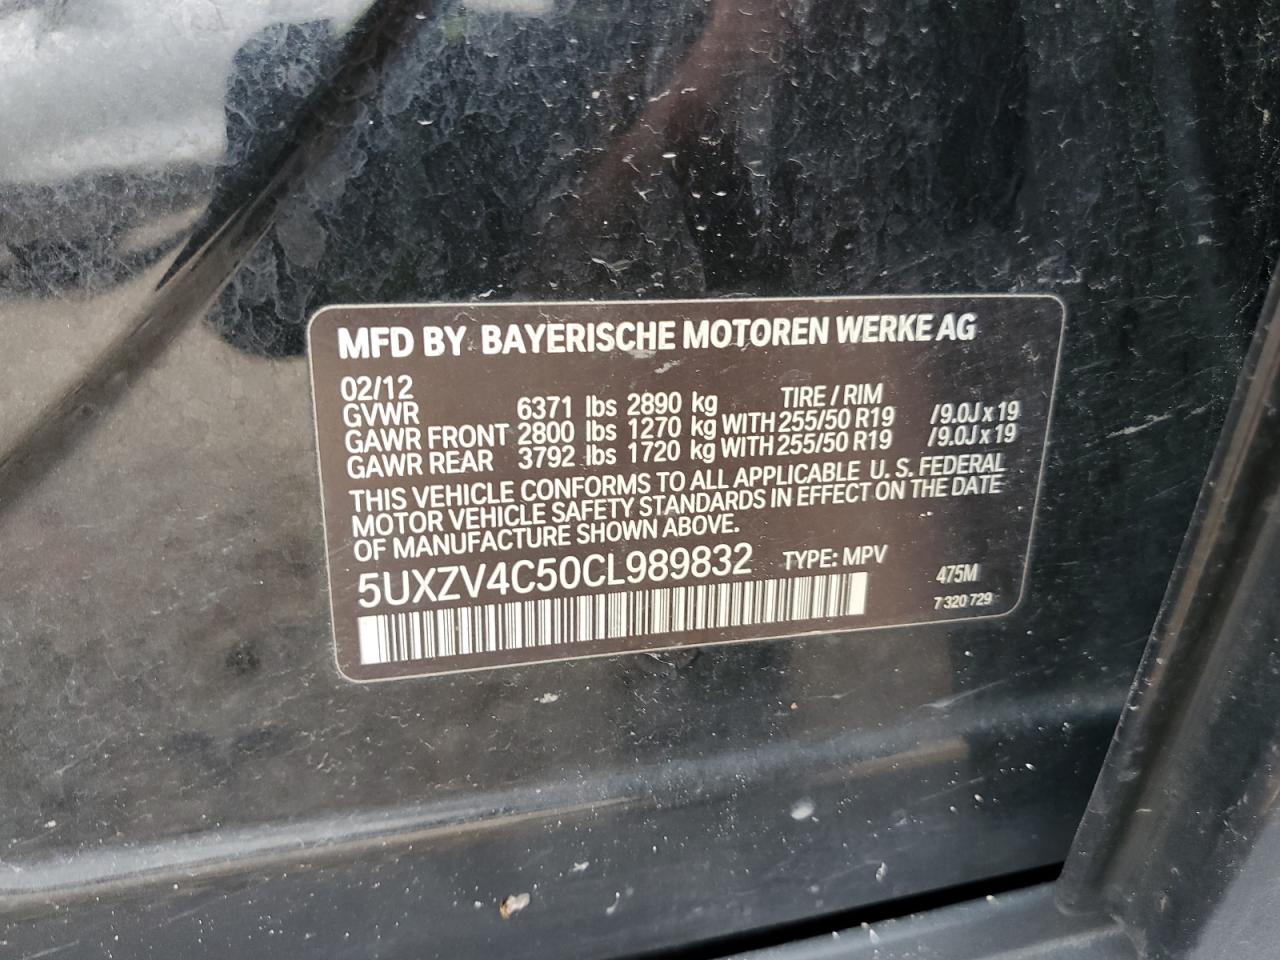 MFD BY BAYERISCHE MOTOREN WERKE AG
02/12 TIRE / RIM
GVWR 6371 lbs 2890 kg
GAWR FRONT 2800 lbs 1270 kg WITH 255/50 R19 /9.0J x 19
GAWR REAR 3792 lbs 1720 kg WITH 255/50 R19 /9.0J x 19
THIS VEHICLE CONFORMS TO ALL APPLICABLE U. S. FEDERAL
MOTOR VEHICLE SAFETY STANDARDS IN EFFECT ON THE DATE
OF MANUFACTURE SHOWN ABOVE.
5UXZV4C50CL989832 TYPE: MPV
475M
7 320 729